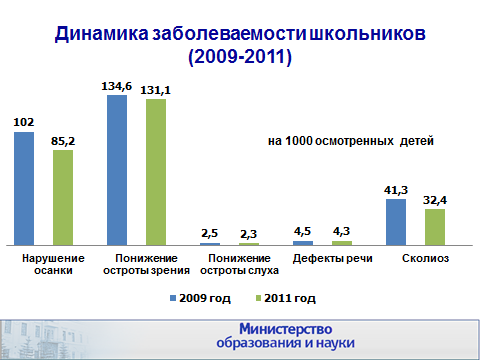 Динамика заболеваемости школьников
(2009-2011)
134,6
131,1
102
85,2
на 1000 осмотренных детей
41,3
32,4
2,5
2,3
4,5
4,3
Нарушение
осанки
Понижение
остроты зрения
Понижение
остроты слуха
Дефекты речи
Сколиоз
2009 год
2011 год
Министерство
образования и науки